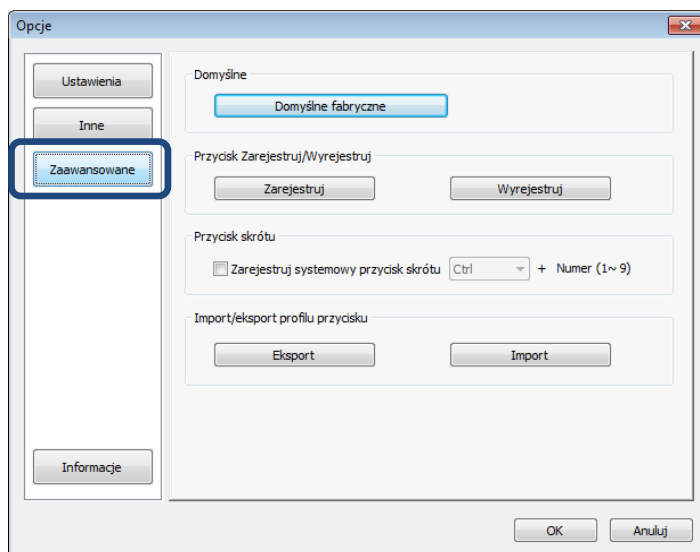 Opcje
Ustawienia
Inne
Zaawansowane
Informacje
Domyślne
Domyślne fabryczne
Przycisk Zarejestruj/Wyrejestruj
Zarejestruj Wyrejestruj
Przycisk skrótu
Zarejestruj systemowy przycisk skrótu Ctrl + Numer (1~ 9)
Import/eksport profilu przycisku
Eksport Import
OK Anuluj